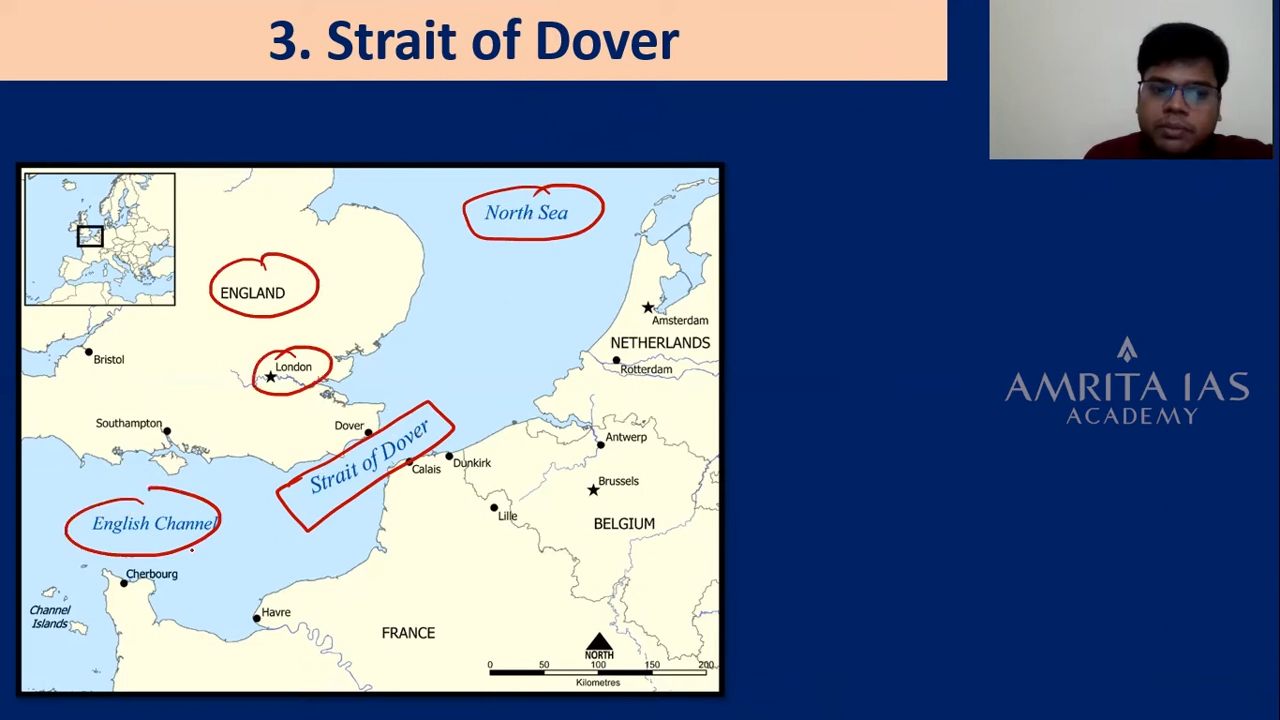 3. Strait of Dover
North Sea
ENGLAND
Amsterdam
NETHERLANDS
Bristol
London
Rotterdam
Southampton
Dover
Strait of Dover
Antwerp
Calais
Dunkirk
Brussels
Lille
English Channel
BELGIUM
Cherbourg
Channel
Islands
Havre
FRANCE
NORTH
0 50 100 150 200
Kilometres
AMRITA IAS
ACADEMY